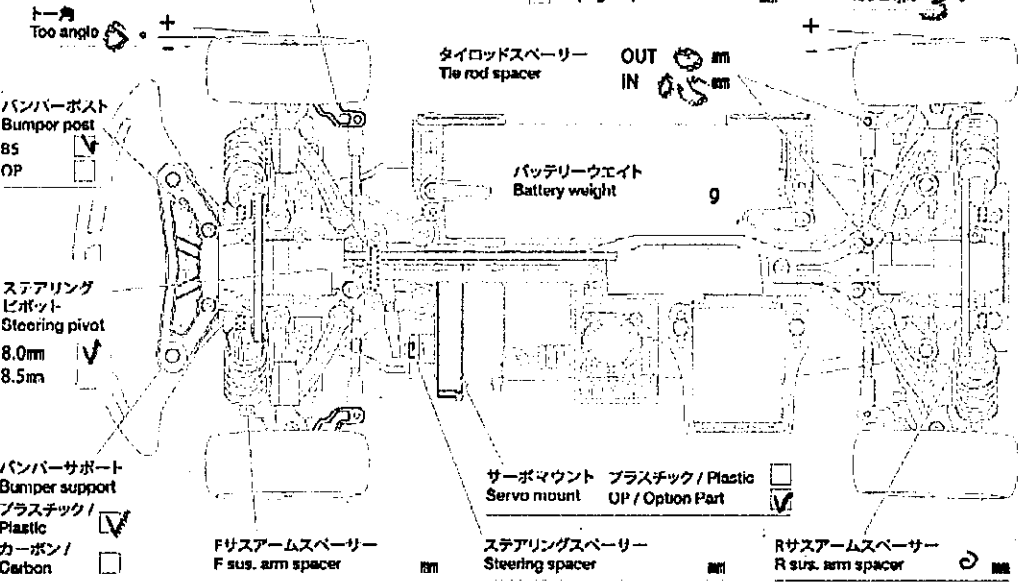 トー角
Too anglo
+
-
+
-
タイロッドスペーサー
Tie rod spacer
OUT mm
IN mm
バンパーポスト
Bumpor post
BS
OP
バッテリーウエイト
Battery weight
g
ステアリング
ピボット
Steering pivot
8.0mm
8.5mm
バンパーサポート
Bumper support
プラスチック /
Plastic
カーボン /
Carbon
サーボマウント プラスチック / Plastic
Servo mount OP / Option Part
Fサスアームスペーサー
F sus. arm spacer mm
ステアリングスペーサー
Steering spacer mm
Rサスアームスペーサー
R sus. arm spacer mm